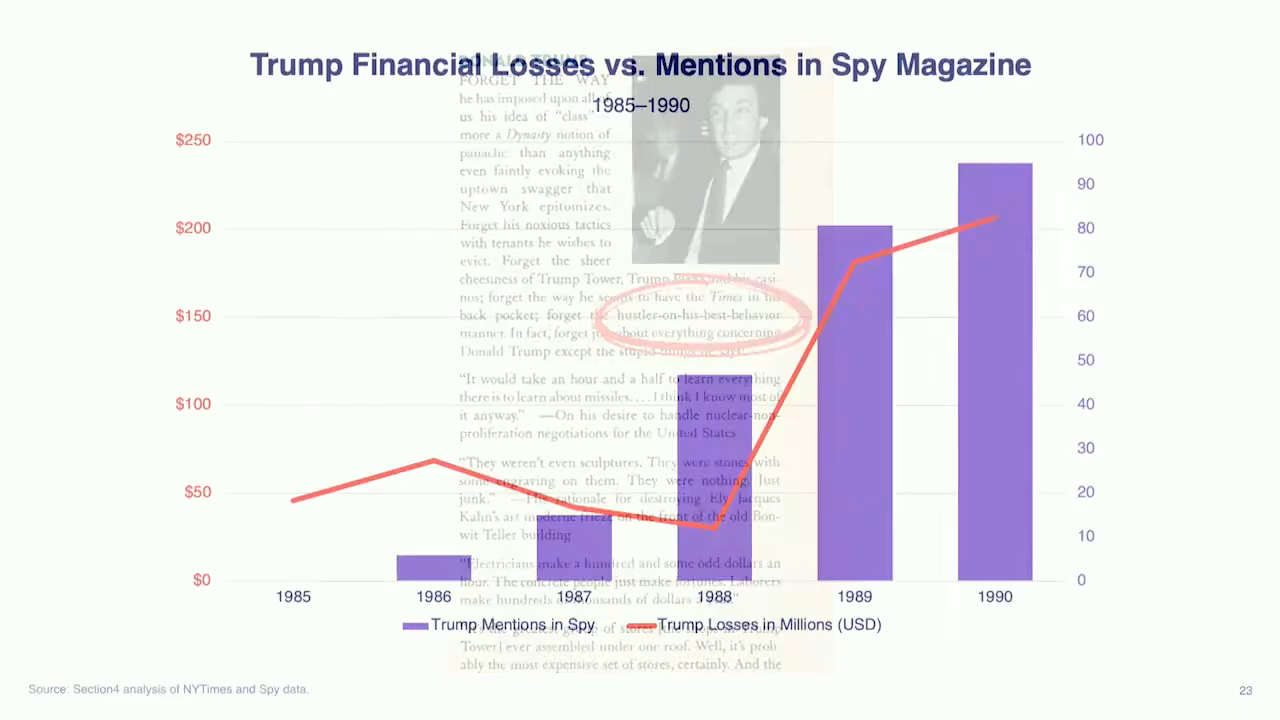 Trump Financial Losses vs. Mentions in Spy Magazine
1985–1990
DONALD TRUMP
FORGET THE WAY
he has imposed upon all of
us his idea of “class”—
more a Dynasty notion of
panache than anything
even faintly evoking the
uptown swagger that
New York epitomizes.
Forget his noxious tactics
with tenants he wishes to
evict. Forget the sheer
cheesiness of Trump Tower, Trump and his casi-
nos; forget the way he seems to have the Times in his
back pocket; forget the hustler-on-his-best-behavior
manner. In fact, forget just about everything concerning
Donald Trump except the stupid things he says:
“It would take an hour and a half to learn everything
there is to learn about missiles. . . . I think I know most of
it anyway.” —On his desire to handle nuclear-non-
proliferation negotiations for the United States
“They weren’t even sculptures. They were stones with
some engraving on them. They were nothing. Just
junk.” —His rationale for destroying Ely Jacques
Kahn’s art moderne frieze on the front of the old Bon-
wit Teller building
“Electricians make a hundred and some odd dollars an
hour. The concrete people just make fortunes. Laborers
make hundreds of thousands of dollars a year.”
greatest group of stores [the shops in Trump
Tower] ever assembled under one roof. Well, it’s prob-
ably the most expensive set of stores, certainly. And the
$250
$200
$150
$100
$50
$0
100
90
80
70
60
50
40
30
20
10
0
1985 1986 1987 1988 1989 1990
Trump Mentions in Spy Trump Losses in Millions (USD)
Source: Section4 analysis of NYTimes and Spy data.
23